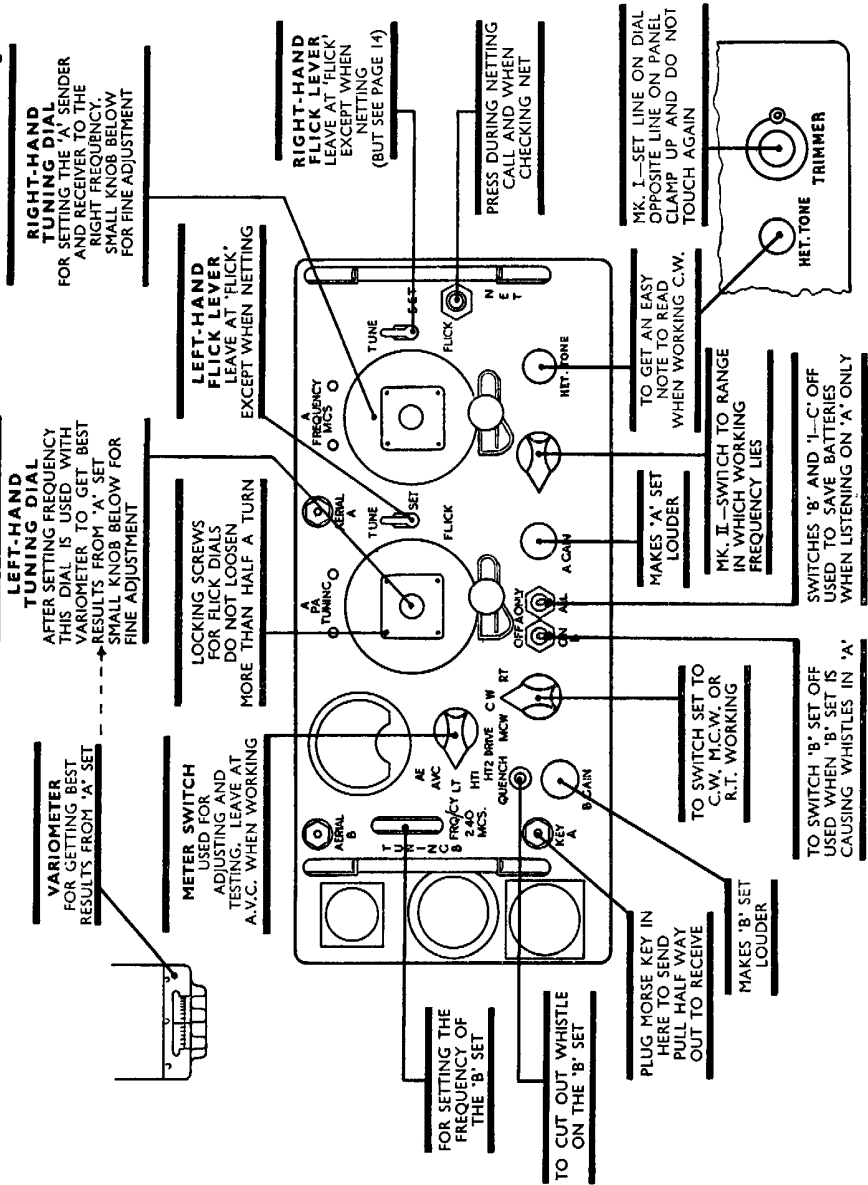 VARIOMETER
FOR GETTING BEST
RESULTS FROM 'A' SET
LEFT-HAND
TUNING DIAL
AFTER SETTING FREQUENCY
THIS DIAL IS USED WITH
VARIOMETER TO GET BEST
RESULTS FROM 'A' SET
SMALL KNOB BELOW FOR
FINE ADJUSTMENT
RIGHT-HAND
TUNING DIAL
FOR SETTING THE 'A' SENDER
AND RECEIVER TO THE
RIGHT FREQUENCY.
SMALL KNOB BELOW
FOR FINE ADJUSTMENT
METER SWITCH
USED FOR
ADJUSTING AND
TESTING. LEAVE AT
A.V.C. WHEN WORKING
LOCKING SCREWS
FOR FLICK DIALS
DO NOT LOOSEN
MORE THAN HALF A TURN
LEFT-HAND
FLICK LEVER
LEAVE AT 'FLICK'
EXCEPT WHEN NETTING
RIGHT-HAND
FLICK LEVER
LEAVE AT 'FLICK'
EXCEPT WHEN
NETTING
(BUT SEE PAGE 14)
FOR SETTING THE
FREQUENCY OF
THE 'B' SET
AERIAL
B
TUNING B
FRQ/CY
240
MCS.
AE
AVC
LT
HT1
HT2
DRIVE
A
PA
TUNING
TUNE
SET
FLICK
AERIAL
A
A
FREQUENCY
MCS
TUNE
SET
FLICK
NET
PRESS DURING NETTING
CALL AND WHEN
CHECKING NET
KEY
A
QUENCH
B GAIN
MCW
CW
RT
OFF
A ONLY
ON
B
ALL
A GAIN
HET. TONE
TO CUT OUT WHISTLE
ON THE 'B' SET
PLUG MORSE KEY IN
HERE TO SEND
PULL HALF WAY
OUT TO RECEIVE
MAKES 'B' SET
LOUDER
TO SWITCH SET TO
C.W, M.C.W. OR
R.T. WORKING
TO SWITCH 'B' SET OFF
USED WHEN 'B' SET IS
CAUSING WHISTLES IN 'A'
MAKES 'A' SET
LOUDER
SWITCHES 'B' AND 'I—C' OFF
USED TO SAVE BATTERIES
WHEN LISTENING ON 'A' ONLY
MK. II—SWITCH TO RANGE
IN WHICH WORKING
FREQUENCY LIES
TO GET AN EASY
NOTE TO READ
WHEN WORKING C.W.
MK. I—SET LINE ON DIAL
OPPOSITE LINE ON PANEL
CLAMP UP AND DO NOT
TOUCH AGAIN
HET. TONE
TRIMMER